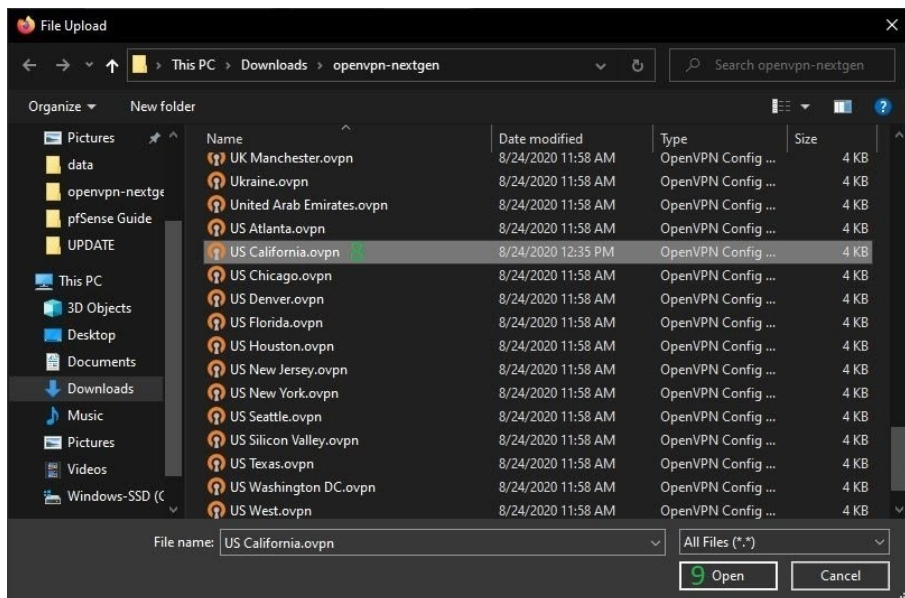 File Upload
This PC > Downloads > openvpn-nextgen
Search openvpn-nextgen
Organize
New folder
Pictures
data
openvpn-nextge
pfSense Guide
UPDATE
This PC
3D Objects
Desktop
Documents
Downloads
Music
Pictures
Videos
Windows-SSD (C
Name Date modified Type Size
UK Manchester.ovpn 8/24/2020 11:58 AM OpenVPN Config ... 4 KB
Ukraine.ovpn 8/24/2020 11:58 AM OpenVPN Config ... 4 KB
United Arab Emirates.ovpn 8/24/2020 11:58 AM OpenVPN Config ... 4 KB
US Atlanta.ovpn 8/24/2020 11:58 AM OpenVPN Config ... 4 KB
US California.ovpn 8 8/24/2020 12:35 PM OpenVPN Config ... 4 KB
US Chicago.ovpn 8/24/2020 11:58 AM OpenVPN Config ... 4 KB
US Denver.ovpn 8/24/2020 11:58 AM OpenVPN Config ... 4 KB
US Florida.ovpn 8/24/2020 11:58 AM OpenVPN Config ... 4 KB
US Houston.ovpn 8/24/2020 11:58 AM OpenVPN Config ... 4 KB
US New Jersey.ovpn 8/24/2020 11:58 AM OpenVPN Config ... 4 KB
US New York.ovpn 8/24/2020 11:58 AM OpenVPN Config ... 4 KB
US Seattle.ovpn 8/24/2020 11:58 AM OpenVPN Config ... 4 KB
US Silicon Valley.ovpn 8/24/2020 11:58 AM OpenVPN Config ... 4 KB
US Texas.ovpn 8/24/2020 11:58 AM OpenVPN Config ... 4 KB
US Washington DC.ovpn 8/24/2020 11:58 AM OpenVPN Config ... 4 KB
US West.ovpn 8/24/2020 11:58 AM OpenVPN Config ... 4 KB
File name: US California.ovpn
All Files (*.*)
9 Open
Cancel